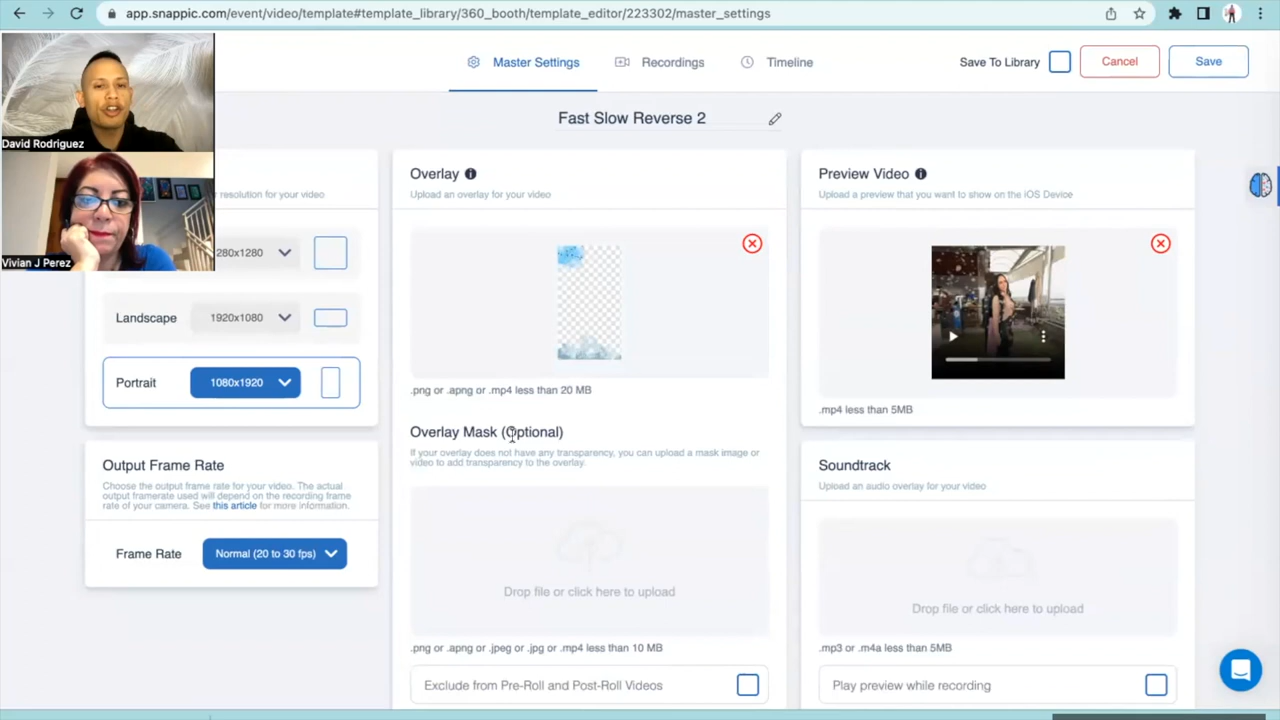 app.snappic.com/event/video/template#template_library/360_booth/template_editor/223302/master_settings
David Rodriguez
Vivian J Perez
Master Settings
Recordings
Timeline
Save To Library
Cancel
Save
Fast Slow Reverse 2
resolution for your video
280x1280
Landscape
1920x1080
Portrait
1080x1920
Output Frame Rate
Choose the output frame rate for your video. The actual
output framerate used will depend on the recording frame
rate of your camera. See this article for more information.
Frame Rate
Normal (20 to 30 fps)
Overlay
Upload an overlay for your video
.png or .apng or .mp4 less than 20 MB
Overlay Mask (Optional)
If your overlay does not have any transparency, you can upload a mask image or
video to add transparency to the overlay.
Drop file or click here to upload
.png or .apng or .jpeg or .jpg or .mp4 less than 10 MB
Exclude from Pre-Roll and Post-Roll Videos
Preview Video
Upload a preview that you want to show on the iOS Device
.mp4 less than 5MB
Soundtrack
Upload an audio overlay for your video
Drop file or click here to upload
.mp3 or .m4a less than 5MB
Play preview while recording